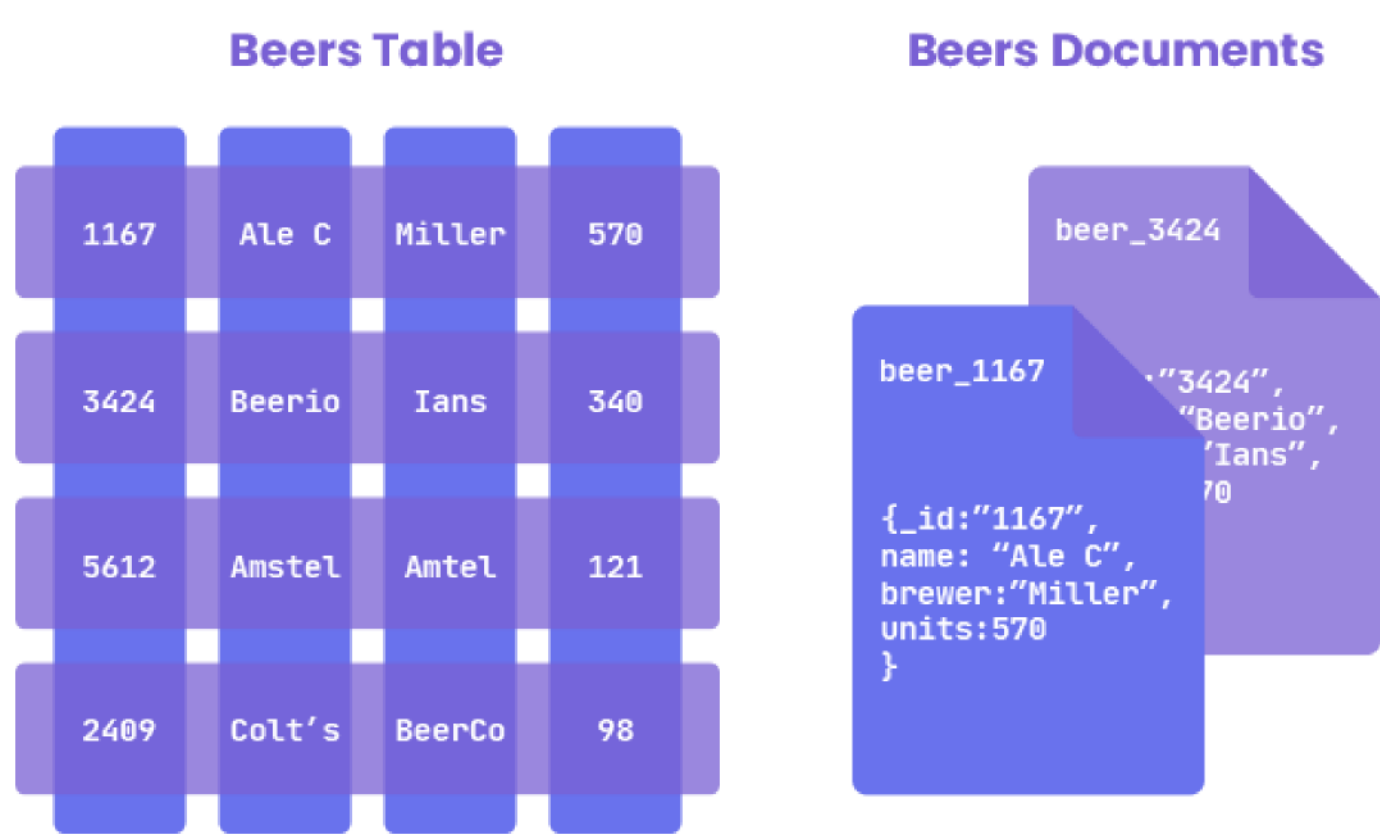 Beers Table
1167 Ale C Miller 570
3424 Beerio Ians 340
5612 Amstel Amtel 121
2409 Colt’s BeerCo 98
Beers Documents
beer_3424
:”3424”,
“Beerio”,
”Ians”,
70
beer_1167
{_id:”1167”,
name: “Ale C”,
brewer:”Miller”,
units:570
}